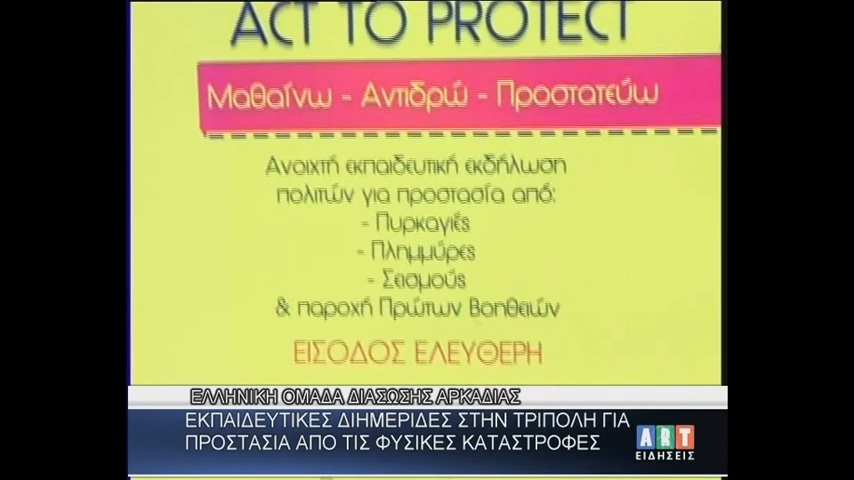 ACT TO PROTECT
Μαθαίνω - Αντιδρώ - Προστατεύω
Ανοιχτή εκπαιδευτική εκδήλωση
πολιτών για προστασία από:
- Πυρκαγιές
- Πλημμύρες
- Σεισμούς
& παροχή Πρώτων Βοηθειών
ΕΙΣΟΔΟΣ ΕΛΕΥΘΕΡΗ
ΕΛΛΗΝΙΚΗ ΟΜΑΔΑ ΔΙΑΣΩΣΗΣ ΑΡΚΑΔΙΑΣ
ΕΚΠΑΙΔΕΥΤΙΚΕΣ ΔΙΗΜΕΡΙΔΕΣ ΣΤΗΝ ΤΡΙΠΟΛΗ ΓΙΑ
ΠΡΟΣΤΑΣΙΑ ΑΠΟ ΤΙΣ ΦΥΣΙΚΕΣ ΚΑΤΑΣΤΡΟΦΕΣ
ART
ΕΙΔΗΣΕΙΣ